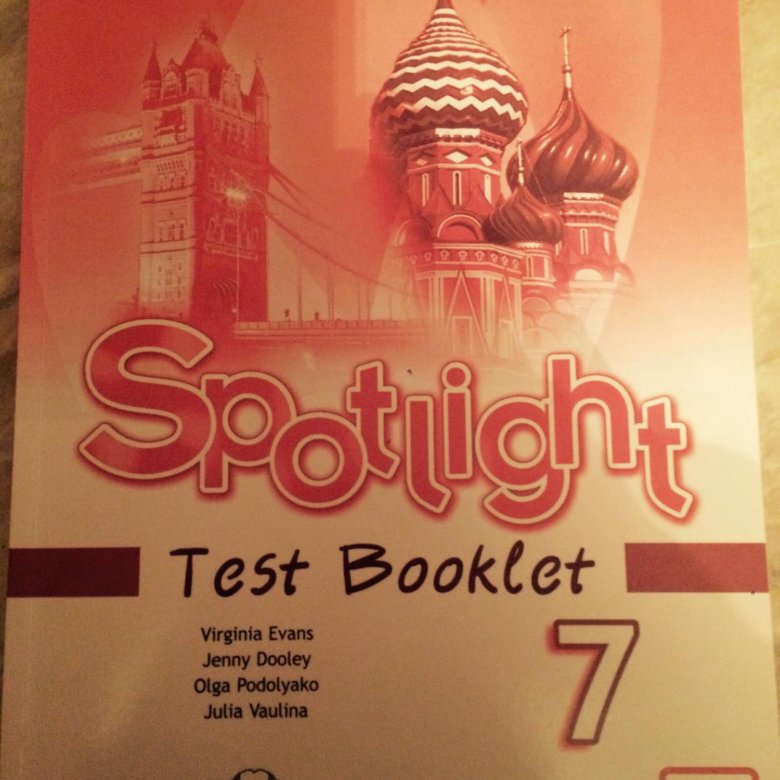 Spotlight
Test Booklet
Virginia Evans
Jenny Dooley
Olga Podolyako
Julia Vaulina
7